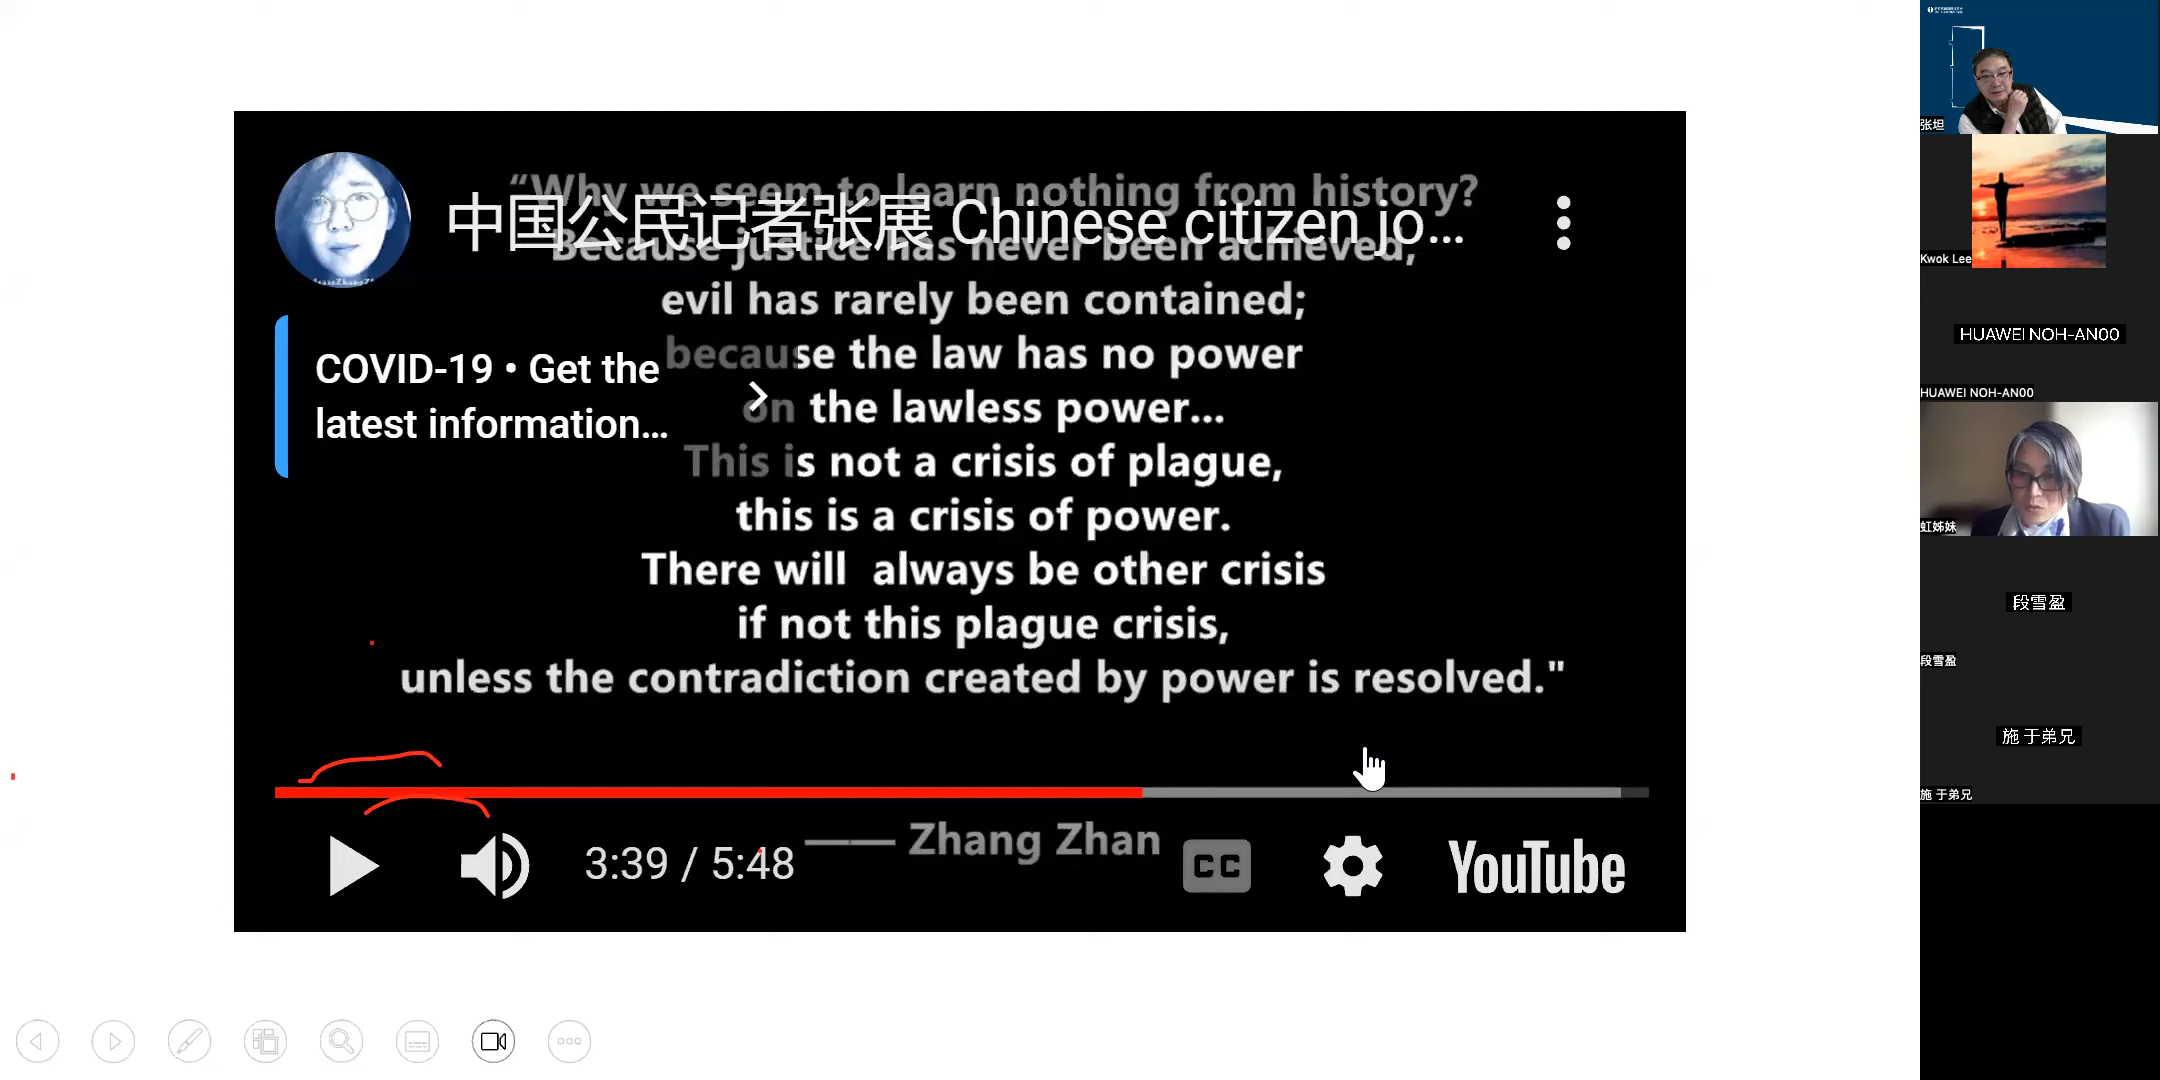 “Why we seem to learn nothing from history?
中国公民记者张展 Chinese citizen jo...
Because justice has never been achieved,
evil has rarely been contained;
because the law has no power
on the lawless power...
This is not a crisis of plague,
this is a crisis of power.
There will always be other crisis
if not this plague crisis,
unless the contradiction created by power is resolved."
—— Zhang Zhan
COVID-19 • Get the
latest information...
3:39 / 5:48
CC
YouTube
张坦
Kwok Lee
HUAWEI NOH-AN00
HUAWEI NOH-AN00
虹姊妹
段雪盈
段雪盈
施 于弟兄
施 于弟兄